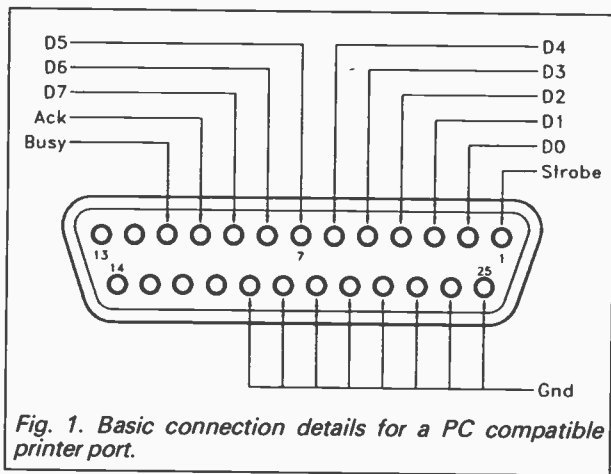 D5
D6
D7
Ack
Busy
D4
D3
D2
D1
D0
Strobe
13
7
1
14
25
Gnd
Fig. 1. Basic connection details for a PC compatible
printer port.